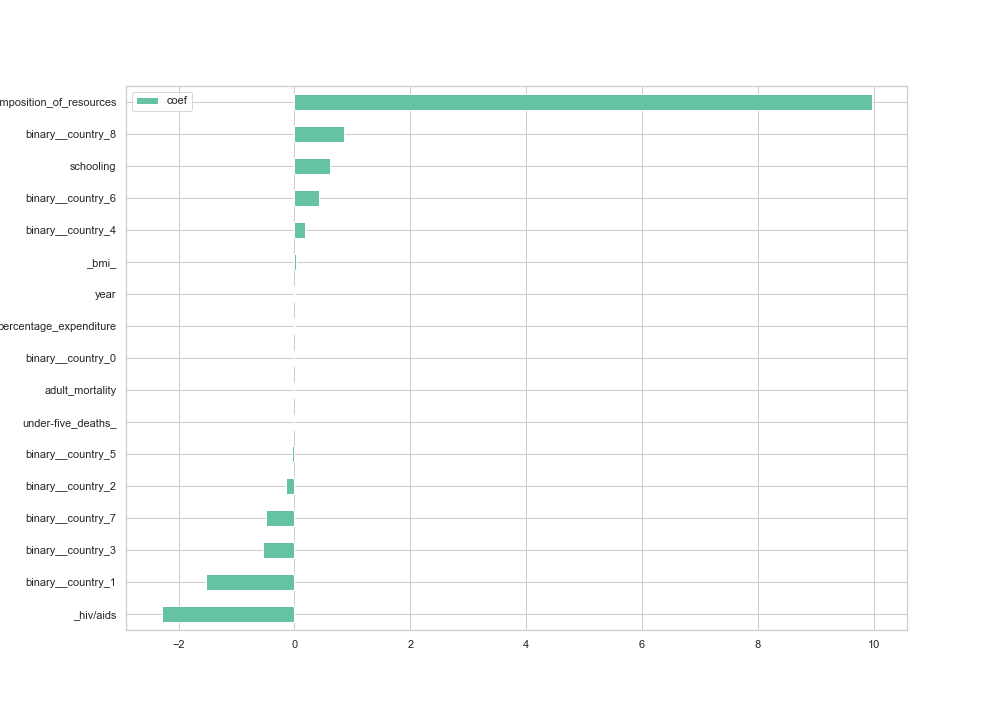 mposition_of_resources
coef
binary__country_8
schooling
binary__country_6
binary__country_4
_bmi_
year
percentage_expenditure
binary__country_0
adult_mortality
under-five_deaths_
binary__country_5
binary__country_2
binary__country_7
binary__country_3
binary__country_1
_hiv/aids
−2 0 2 4 6 8 10